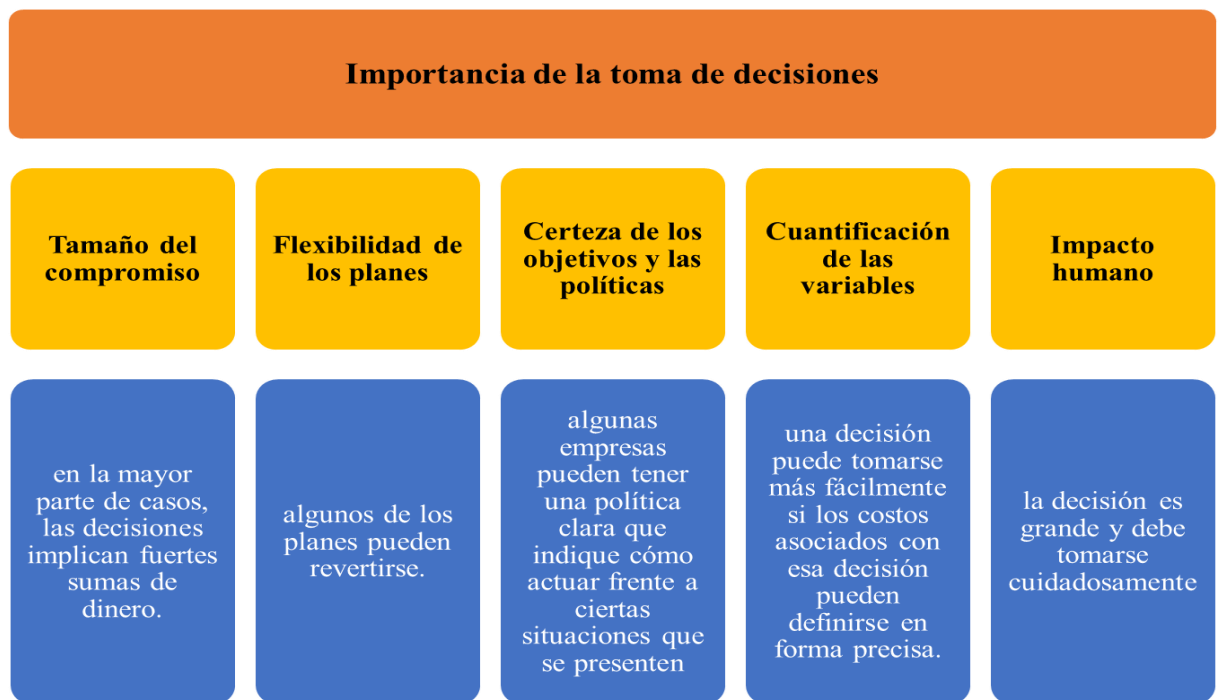 Importancia de la toma de decisiones
Tamaño del
compromiso
Flexibilidad de
los planes
Certeza de los
objetivos y las
políticas
Cuantificación
de las
variables
Impacto
humano
en la mayor
parte de casos,
las decisiones
implican fuertes
sumas de
dinero.
algunos de los
planes pueden
revertirse.
algunas
empresas
pueden tener
una política
clara que
indique cómo
actuar frente a
ciertas
situaciones que
se presenten
una decisión
puede tomarse
más fácilmente
si los costos
asociados con
esa decisión
pueden
definirse en
forma precisa.
la decisión es
grande y debe
tomarse
cuidadosamente